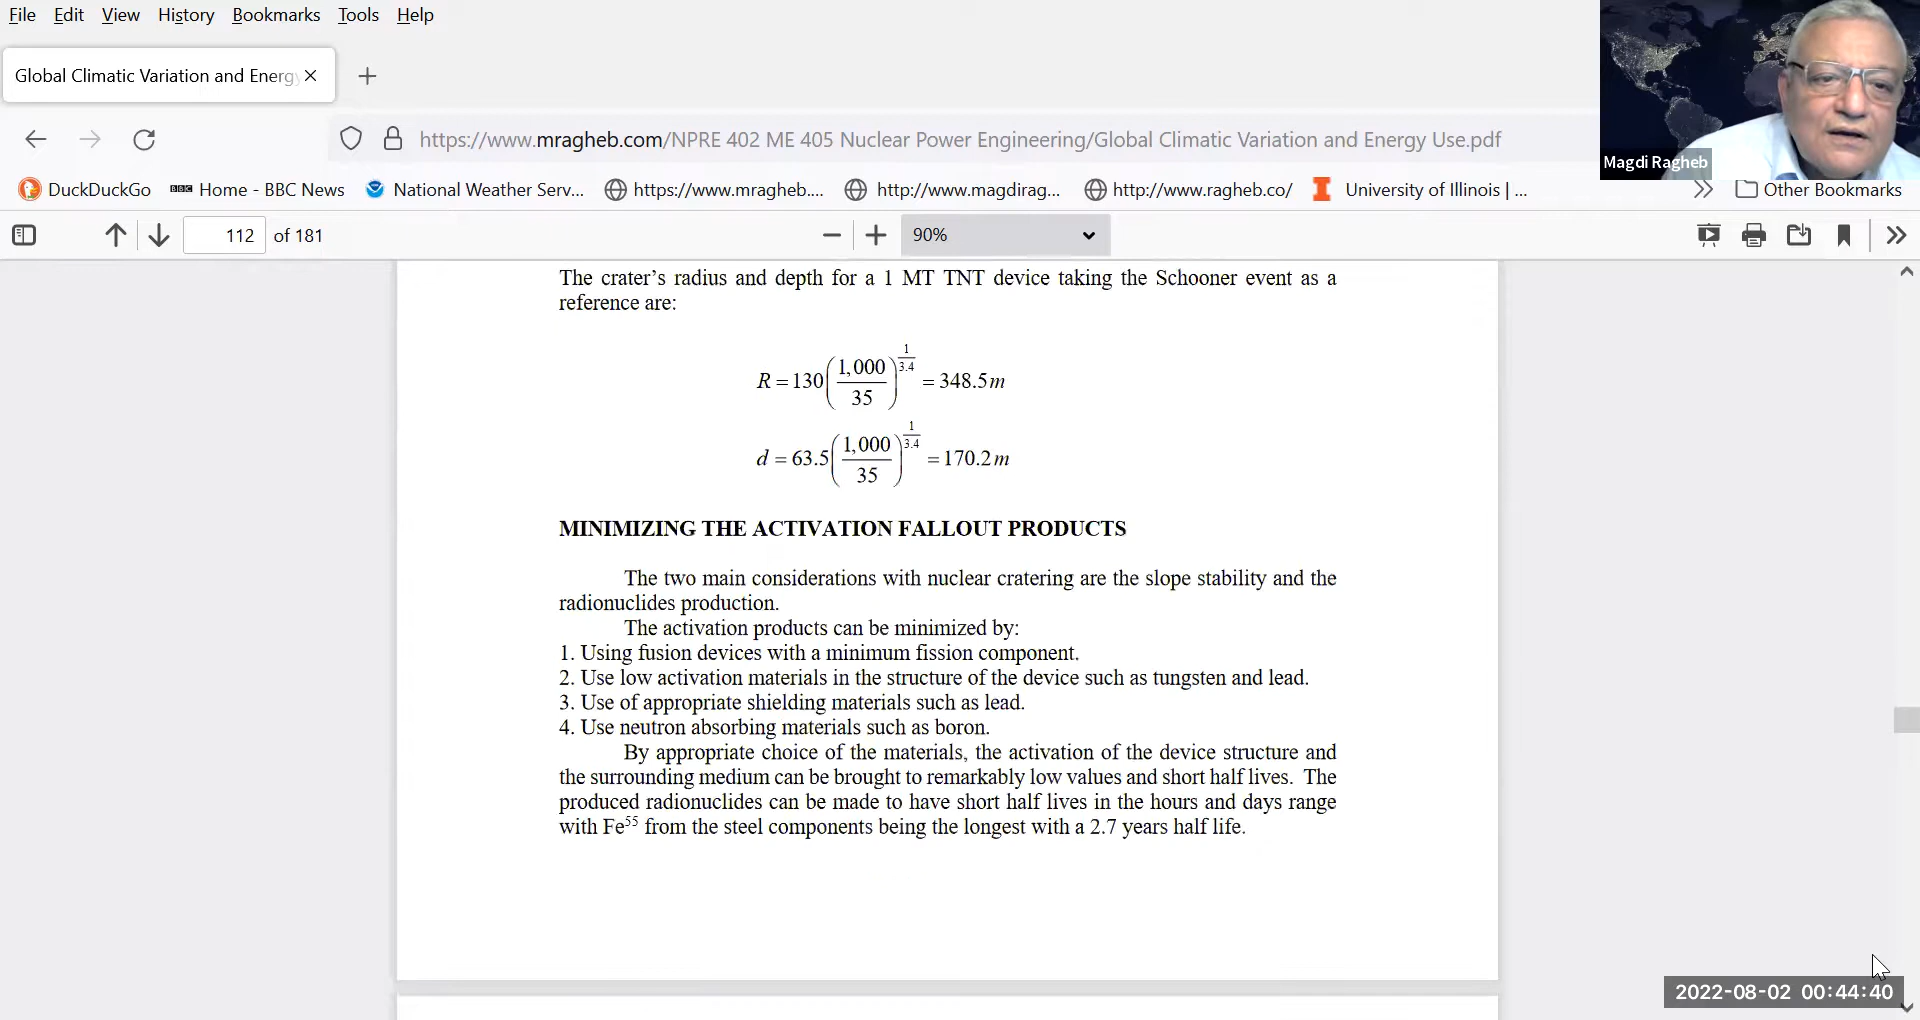 File Edit View History Bookmarks Tools Help
Global Climatic Variation and Energy
https://www.mragheb.com/NPRE 402 ME 405 Nuclear Power Engineering/Global Climatic Variation and Energy Use.pdf
Magdi Ragheb
DuckDuckGo BBC Home - BBC News National Weather Serv... https://www.mragheb.... http://www.magdirag... http://www.ragheb.co/ I University of Illinois | ... Other Bookmarks
112 of 181 90%
The crater's radius and depth for a 1 MT TNT device taking the Schooner event as a
reference are:
R = 130(1,000/35)^(1/3.4) = 348.5 m
d = 63.5(1,000/35)^(1/3.4) = 170.2 m
MINIMIZING THE ACTIVATION FALLOUT PRODUCTS
The two main considerations with nuclear cratering are the slope stability and the
radionuclides production.
The activation products can be minimized by:
1. Using fusion devices with a minimum fission component.
2. Use low activation materials in the structure of the device such as tungsten and lead.
3. Use of appropriate shielding materials such as lead.
4. Use neutron absorbing materials such as boron.
By appropriate choice of the materials, the activation of the device structure and
the surrounding medium can be brought to remarkably low values and short half lives. The
produced radionuclides can be made to have short half lives in the hours and days range
with Fe⁵⁵ from the steel components being the longest with a 2.7 years half life.
2022-08-02 00:44:40